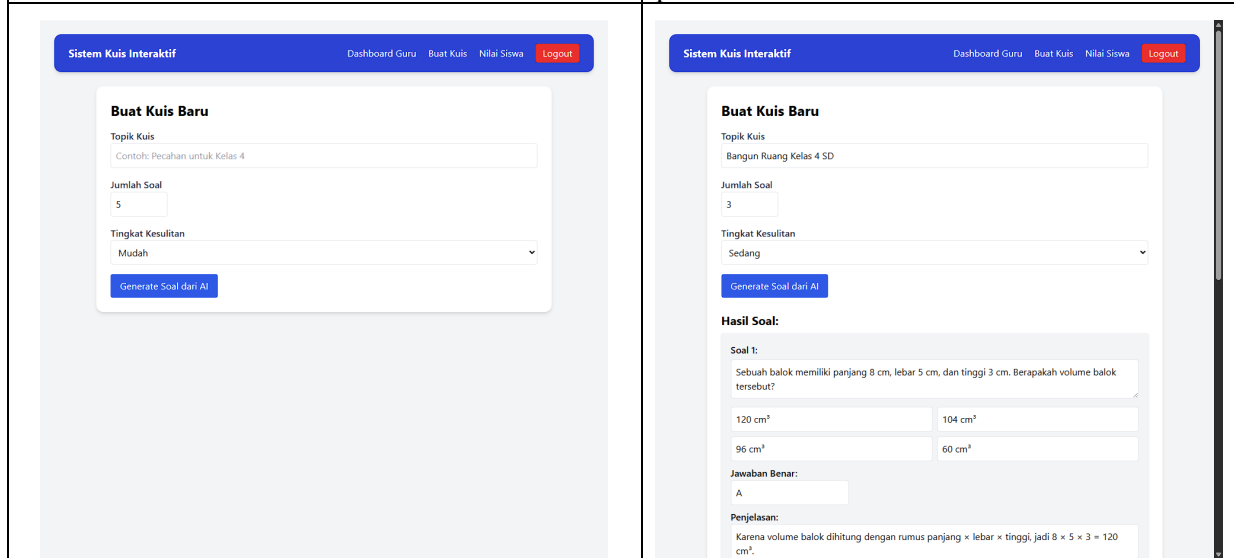 Sistem Kuis Interaktif Dashboard Guru Buat Kuis Nilai Siswa Logout
Buat Kuis Baru
Topik Kuis
Contoh: Pecahan untuk Kelas 4
Jumlah Soal
5
Tingkat Kesulitan
Mudah
Generate Soal dari AI
Sistem Kuis Interaktif Dashboard Guru Buat Kuis Nilai Siswa Logout
Buat Kuis Baru
Topik Kuis
Bangun Ruang Kelas 4 SD
Jumlah Soal
3
Tingkat Kesulitan
Sedang
Generate Soal dari AI
Hasil Soal:
Soal 1:
Sebuah balok memiliki panjang 8 cm, lebar 5 cm, dan tinggi 3 cm. Berapakah volume balok
tersebut?
120 cm³ 104 cm³
96 cm³ 60 cm³
Jawaban Benar:
A
Penjelasan:
Karena volume balok dihitung dengan rumus panjang × lebar × tinggi, jadi 8 × 5 × 3 = 120
cm³.